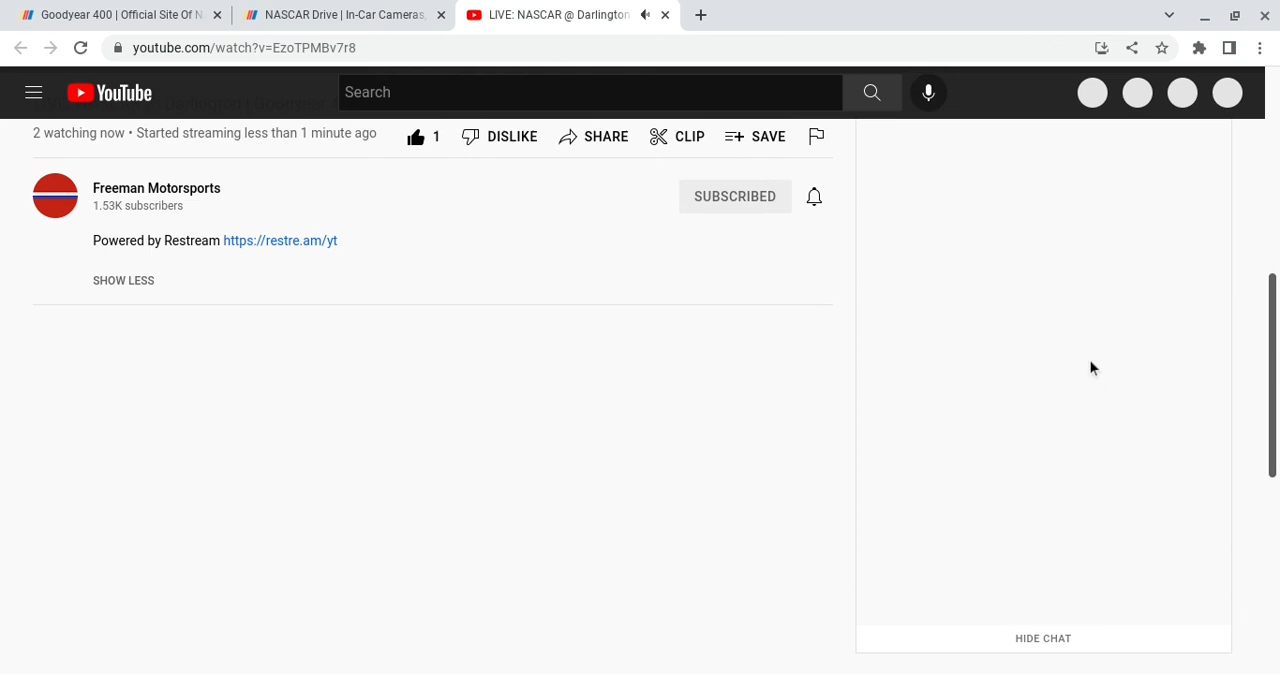 Goodyear 400 | Official Site Of N
NASCAR Drive | In-Car Cameras,
LIVE: NASCAR @ Darlington
youtube.com/watch?v=EzoTPMBv7r8
YouTube
Search
2 watching now • Started streaming less than 1 minute ago
1
DISLIKE
SHARE
CLIP
SAVE
Freeman Motorsports
1.53K subscribers
SUBSCRIBED
Powered by Restream https://restre.am/yt
SHOW LESS
HIDE CHAT